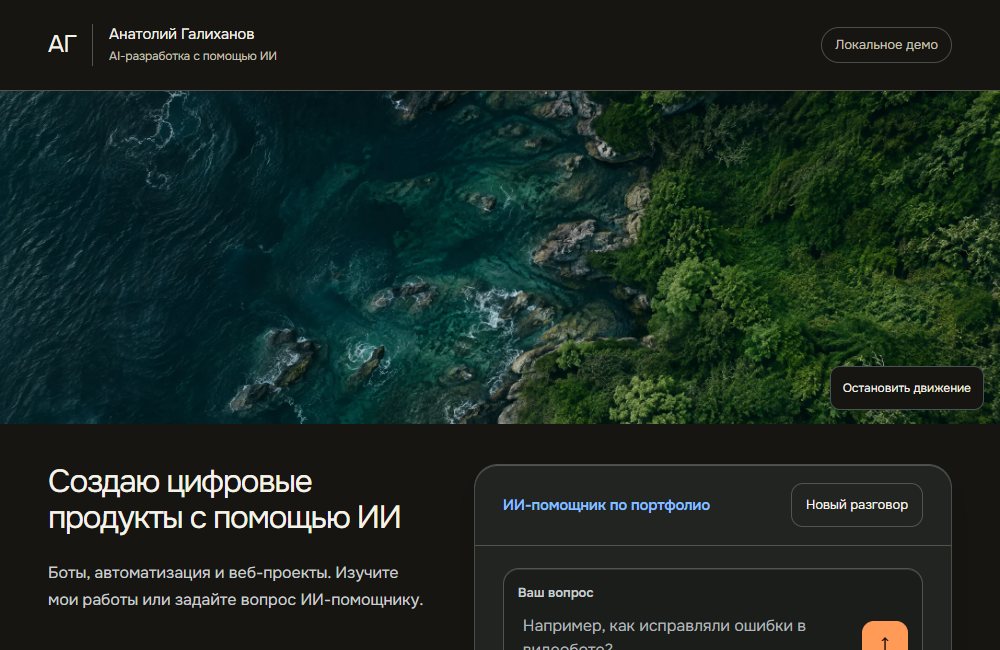 АГ
Анатолий Галиханов
AI-разработка с помощью ИИ
Локальное демо
Остановить движение
Создаю цифровые
продукты с помощью ИИ
Боты, автоматизация и веб-проекты. Изучите
мои работы или задайте вопрос ИИ-помощнику.
ИИ-помощник по портфолио
Новый разговор
Ваш вопрос
Например, как исправляли ошибки в
видеоботе?
↑